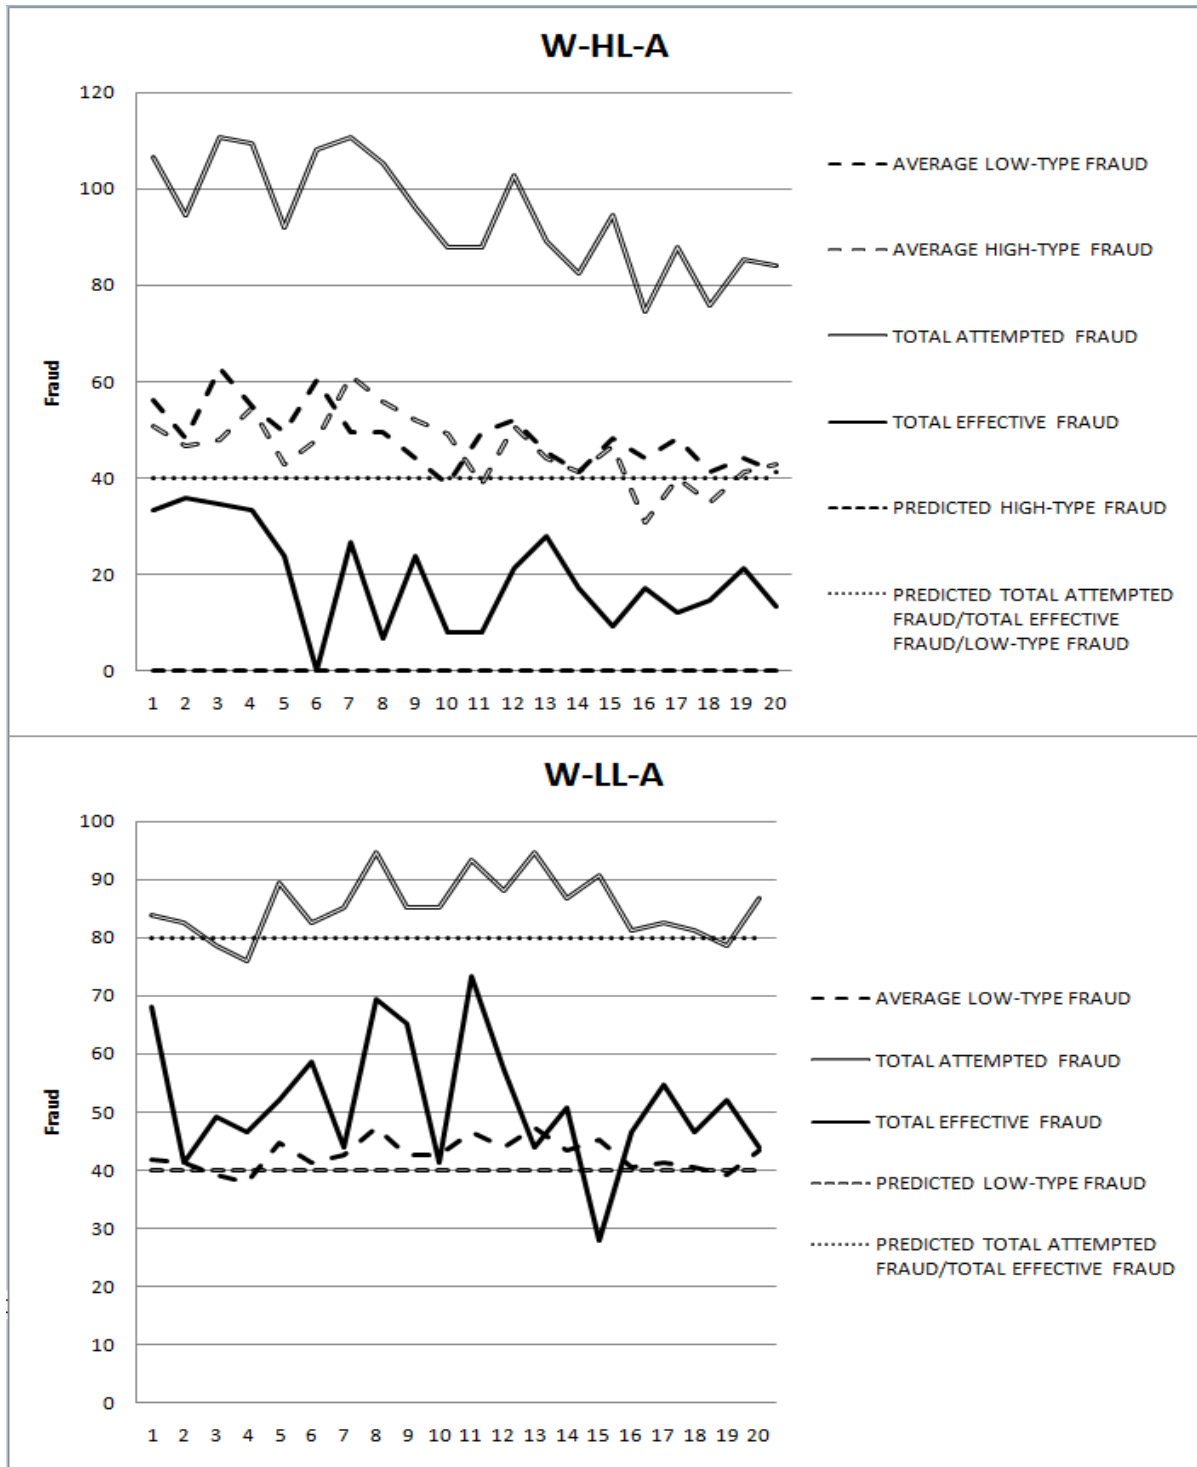 W-HL-A
120
100
80
60
40
20
0
Fraud
1 2 3 4 5 6 7 8 9 10 11 12 13 14 15 16 17 18 19 20
AVERAGE LOW-TYPE FRAUD
AVERAGE HIGH-TYPE FRAUD
TOTAL ATTEMPTED FRAUD
TOTAL EFFECTIVE FRAUD
PREDICTED HIGH-TYPE FRAUD
PREDICTED TOTAL ATTEMPTED
FRAUD/TOTAL EFFECTIVE
FRAUD/LOW-TYPE FRAUD
W-LL-A
100
90
80
70
60
50
40
30
20
10
0
Fraud
1 2 3 4 5 6 7 8 9 10 11 12 13 14 15 16 17 18 19 20
AVERAGE LOW-TYPE FRAUD
TOTAL ATTEMPTED FRAUD
TOTAL EFFECTIVE FRAUD
PREDICTED LOW-TYPE FRAUD
PREDICTED TOTAL ATTEMPTED
FRAUD/TOTAL EFFECTIVE FRAUD